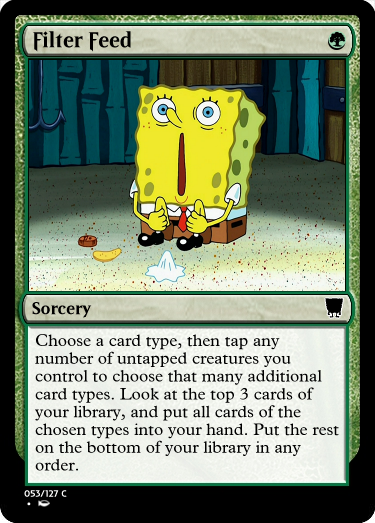 Filter Feed
Sorcery
Choose a card type, then tap any
number of untapped creatures you
control to choose that many additional
card types. Look at the top 3 cards of
your library, and put all cards of the
chosen types into your hand. Put the rest
on the bottom of your library in any
order.
053/127 C